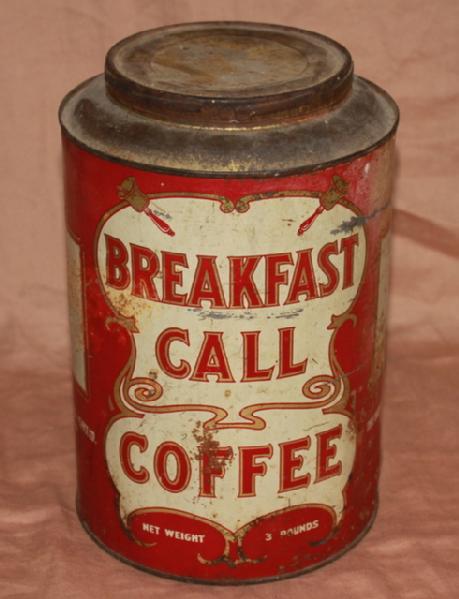 BREAKFAST
CALL
COFFEE
NET WEIGHT 3 POUNDS